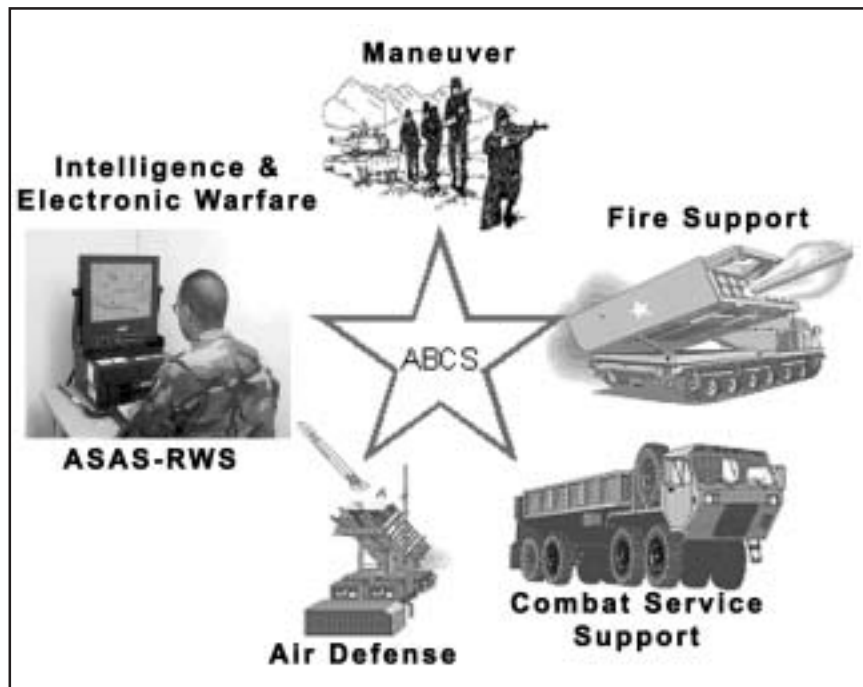 Maneuver
Intelligence &
Electronic Warfare
Fire Support
ABCS
ASAS-RWS
Combat Service
Support
Air Defense